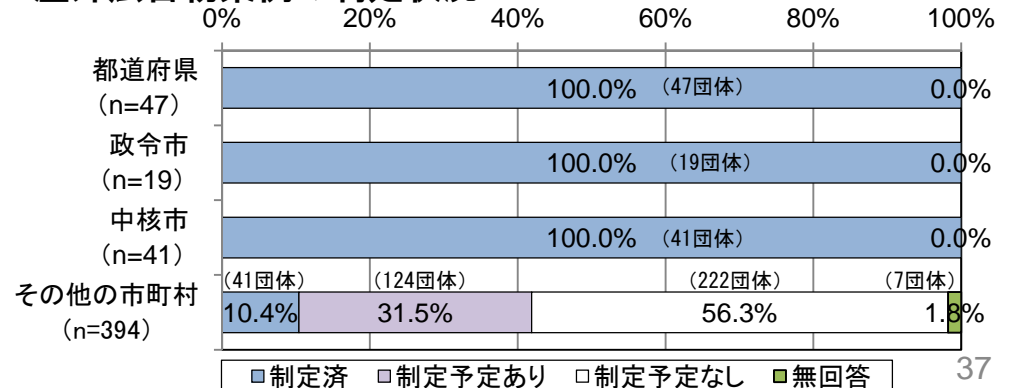 0% 20% 40% 60% 80% 100%
都道府県
（n=47）
100.0% （47団体） 0.0%
政令市
（n=19）
100.0% （19団体） 0.0%
中核市
（n=41）
100.0% （41団体） 0.0%
（41団体） （124団体） （222団体） （7団体）
その他の市町村
（n=394）
10.4% 31.5% 56.3% 1.8%
制定済 制定予定あり 制定予定なし 無回答
37